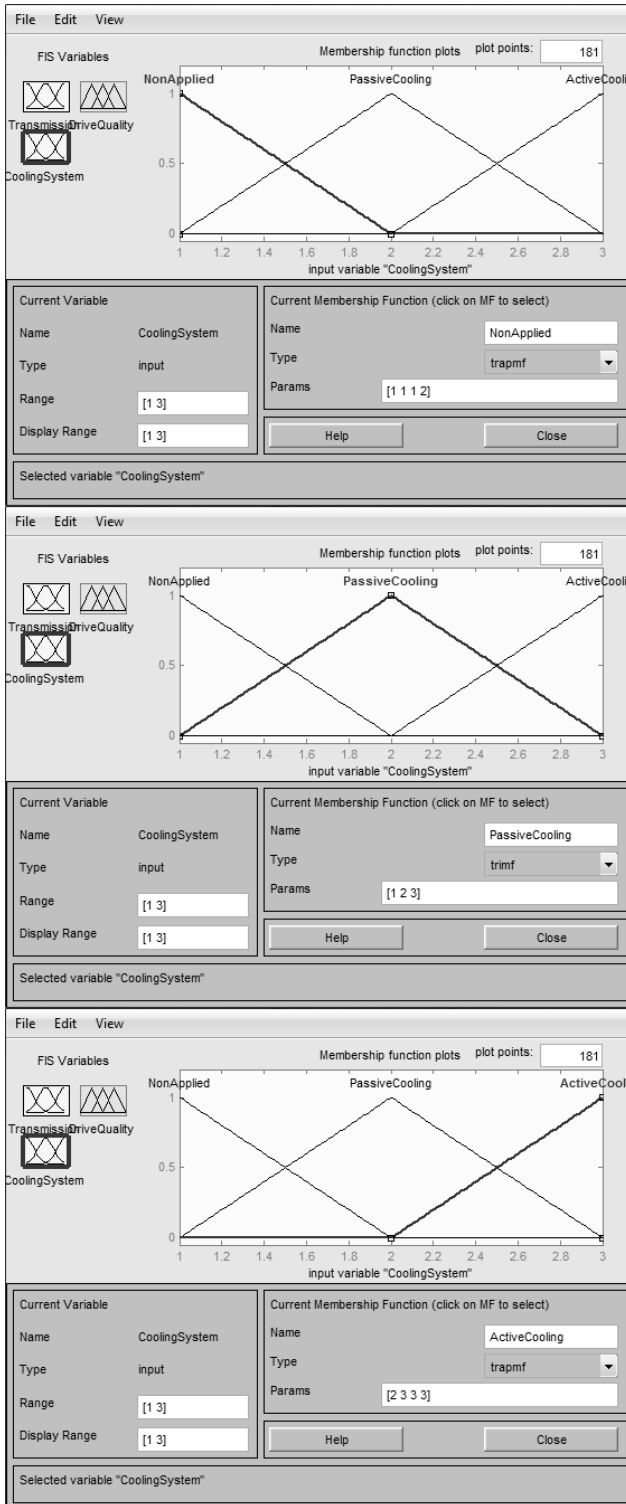 File Edit View
FIS Variables
Membership function plots plot points: 181
NonApplied PassiveCooling ActiveCooli
Transmission DriveQuality
CoolingSystem
1
0.5
0
1 1.2 1.4 1.6 1.8 2 2.2 2.4 2.6 2.8 3
input variable "CoolingSystem"
Current Variable
Name CoolingSystem
Type input
Range [1 3]
Display Range [1 3]
Current Membership Function (click on MF to select)
Name NonApplied
Type trapmf
Params [1 1 1 2]
Help Close
Selected variable "CoolingSystem"
File Edit View
FIS Variables
Membership function plots plot points: 181
NonApplied PassiveCooling ActiveCooli
Transmission DriveQuality
CoolingSystem
1
0.5
0
1 1.2 1.4 1.6 1.8 2 2.2 2.4 2.6 2.8 3
input variable "CoolingSystem"
Current Variable
Name CoolingSystem
Type input
Range [1 3]
Display Range [1 3]
Current Membership Function (click on MF to select)
Name PassiveCooling
Type trimf
Params [1 2 3]
Help Close
Selected variable "CoolingSystem"
File Edit View
FIS Variables
Membership function plots plot points: 181
NonApplied PassiveCooling ActiveCool
Transmission DriveQuality
CoolingSystem
1
0.5
0
1 1.2 1.4 1.6 1.8 2 2.2 2.4 2.6 2.8 3
input variable "CoolingSystem"
Current Variable
Name CoolingSystem
Type input
Range [1 3]
Display Range [1 3]
Current Membership Function (click on MF to select)
Name ActiveCooling
Type trapmf
Params [2 3 3 3]
Help Close
Selected variable "CoolingSystem"